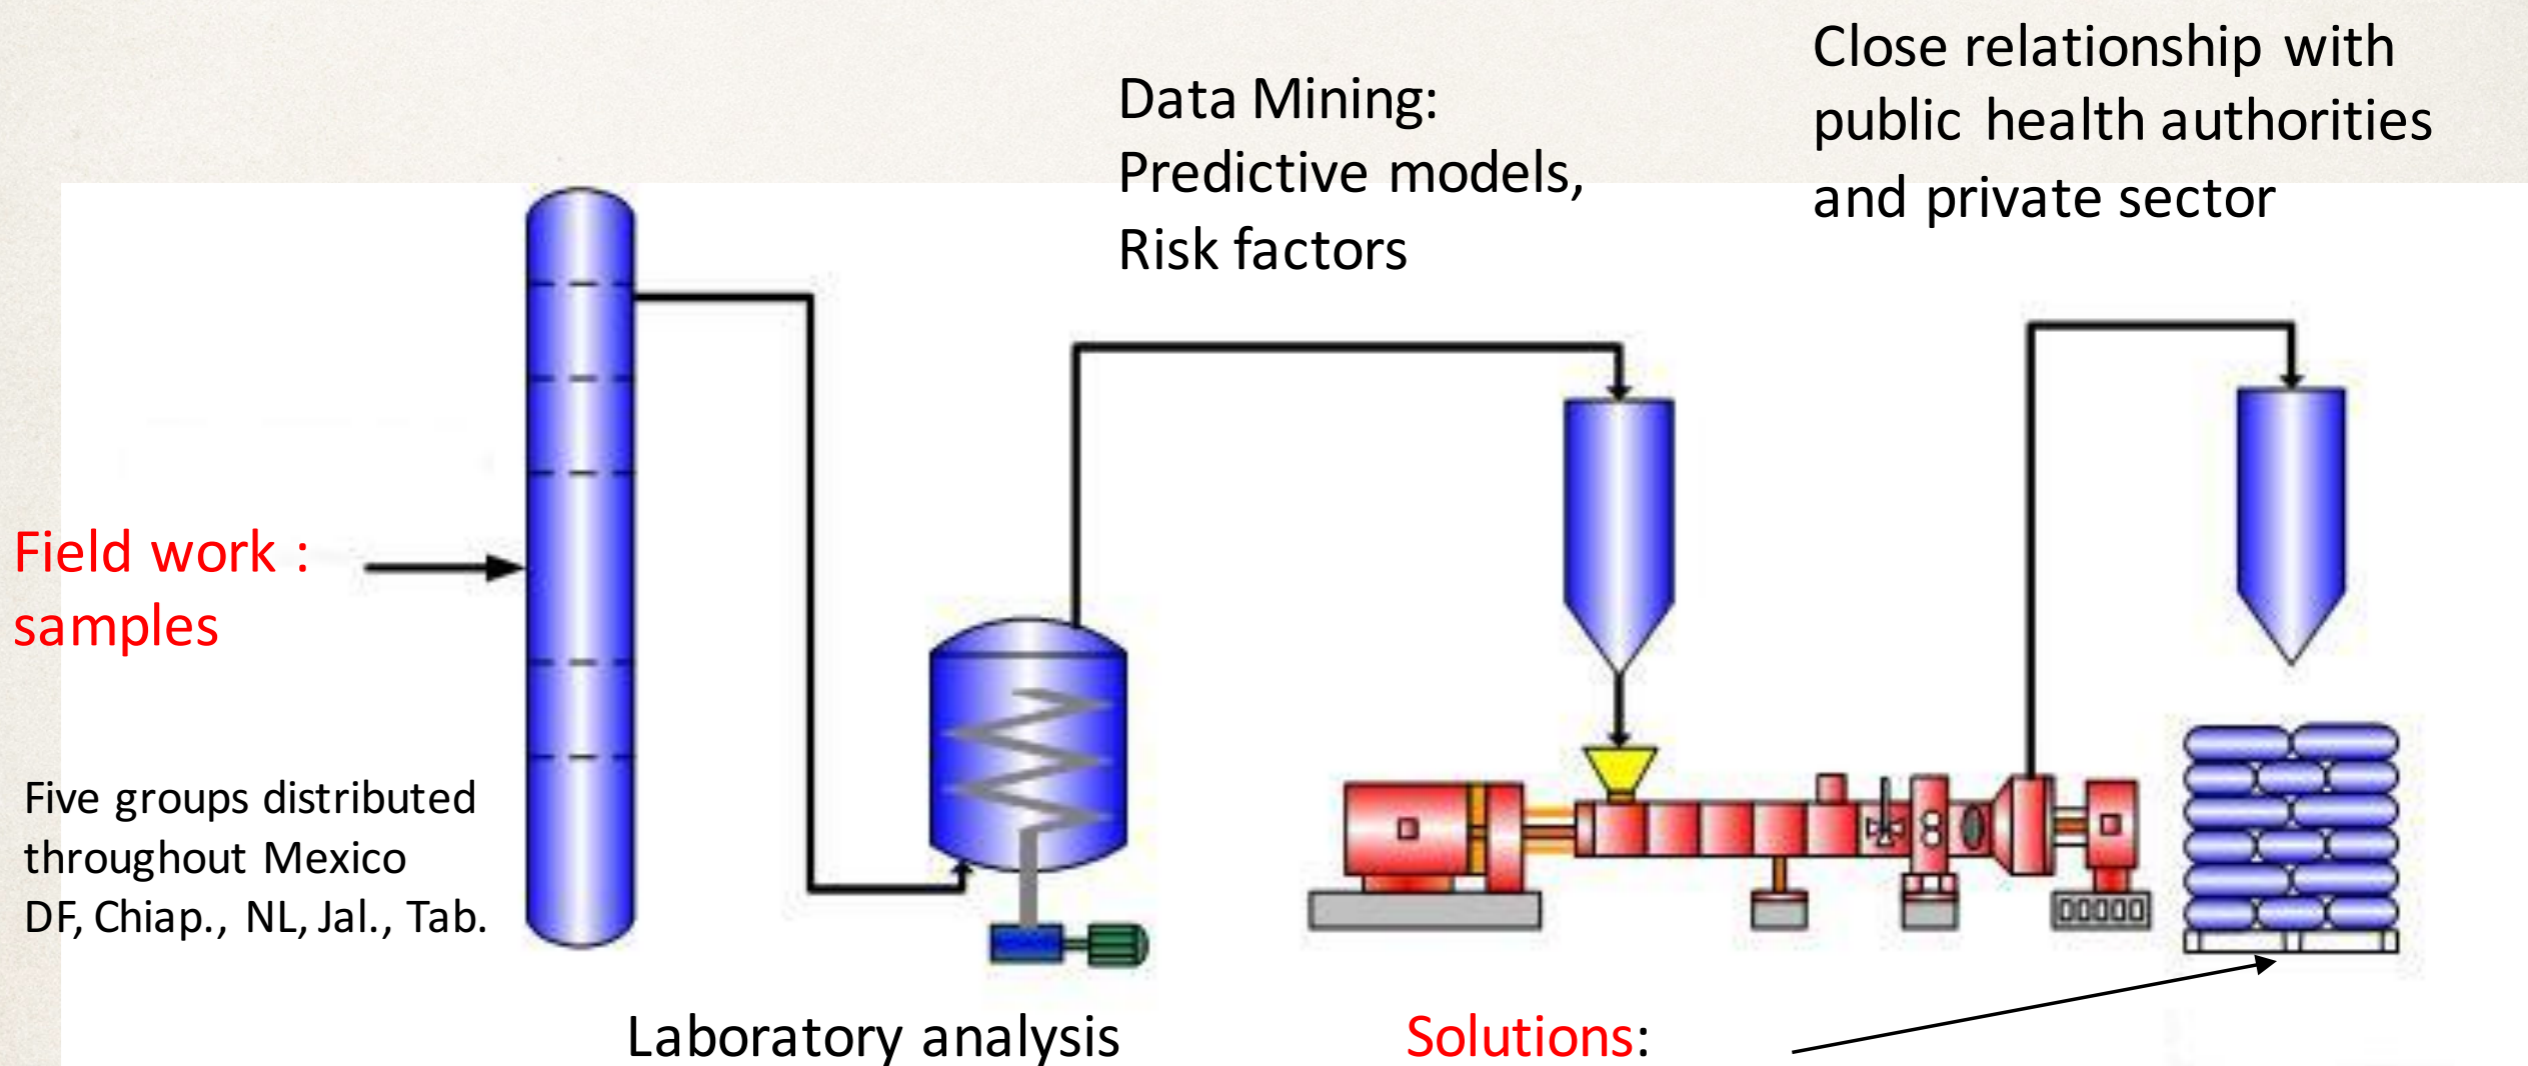 Close relationship with
public health authorities
and private sector
Data Mining:
Predictive models,
Risk factors
Field work :
samples
Five groups distributed
throughout Mexico
DF, Chiap., NL, Jal., Tab.
Laboratory analysis
Solutions: